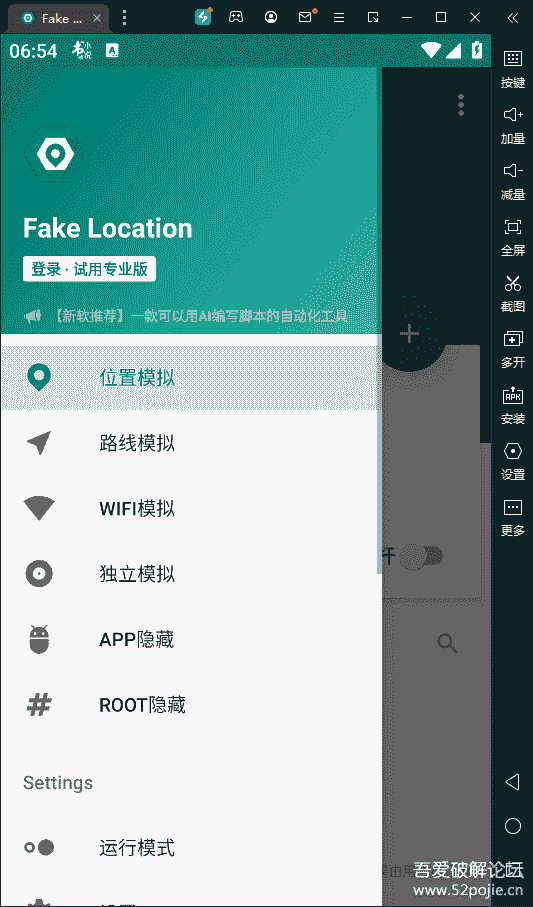 Fake ...
06:54
A
Fake Location
登录 · 试用专业版
【新软推荐】一款可以用AI编写脚本的自动化工具
位置模拟
路线模拟
WIFI模拟
独立模拟
APP隐藏
ROOT隐藏
Settings
运行模式
杆
按键
加量
减量
全屏
截图
多开
APK
安装
设置
更多
吾爱破解论坛
www.52pojie.cn